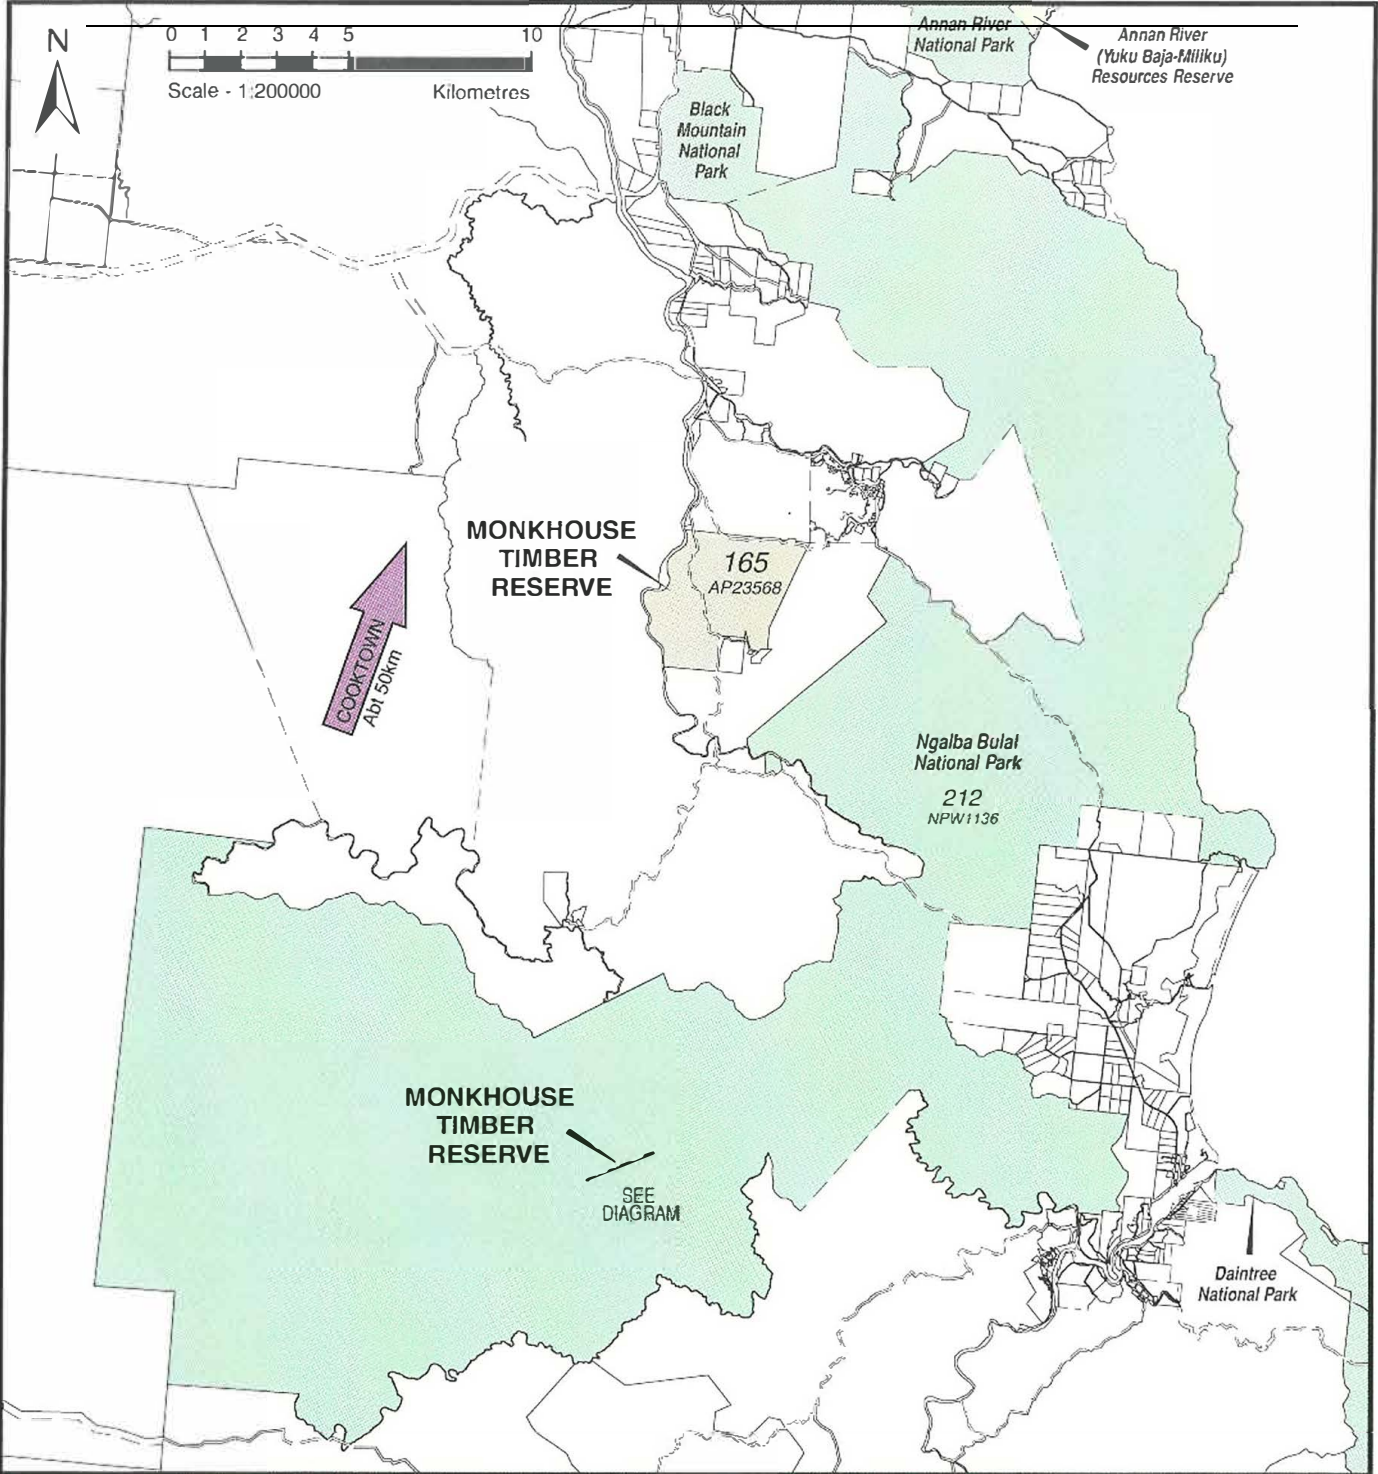 N
0 1 2 3 4 5 10
Scale - 1:200000 Kilometres
Annan River
National Park
Annan River
(Yuku Baja-Muliku)
Resources Reserve
Black
Mountain
National
Park
MONKHOUSE
TIMBER
RESERVE
165
AP23568
COOKTOWN
Abt 50km
Ngalba Bulal
National Park
212
NPW1136
MONKHOUSE
TIMBER
RESERVE
SEE
DIAGRAM
Daintree
National Park